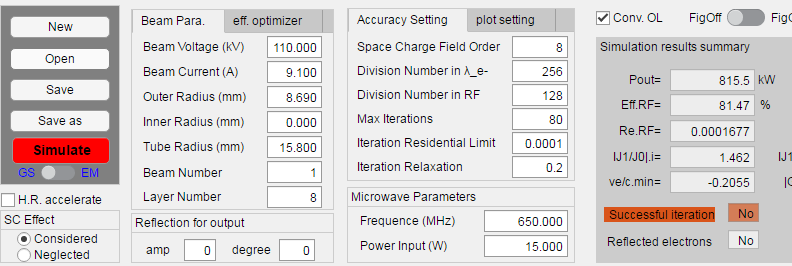 New
Open
Save
Save as
Simulate
GS EM
H.R. accelerate
SC Effect
Considered
Neglected
Beam Para. eff. optimizer
Beam Voltage (kV) 110.000
Beam Current (A) 9.100
Outer Radius (mm) 8.690
Inner Radius (mm) 0.000
Tube Radius (mm) 15.800
Beam Number 1
Layer Number 8
Reflection for output
amp 0 degree 0
Accuracy Setting plot setting
Space Charge Field Order 8
Division Number in λ_e- 256
Division Number in RF 128
Max Iterations 80
Iteration Residential Limit 0.0001
Iteration Relaxation 0.2
Microwave Parameters
Frequence (MHz) 650.000
Power Input (W) 15.000
Conv. OL FigOff FigO
Simulation results summary
Pout= 815.5 kW
Eff.RF= 81.47 %
Re.RF= 0.0001677
IJ1/J0|.i= 1.462 IJ1
ve/c.min= -0.2055 |C
Successful iteration No
Reflected electrons No